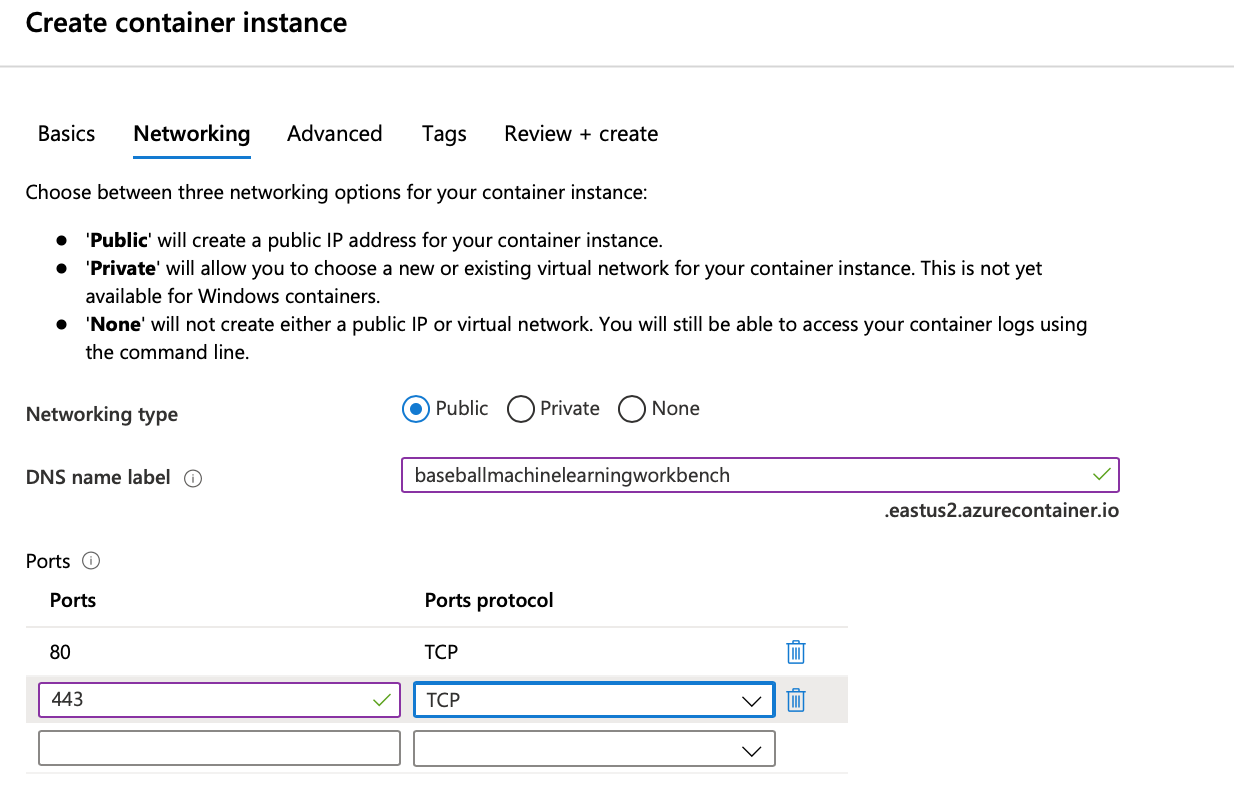 Create container instance
Basics Networking Advanced Tags Review + create
Choose between three networking options for your container instance:
● 'Public' will create a public IP address for your container instance.
● 'Private' will allow you to choose a new or existing virtual network for your container instance. This is not yet
available for Windows containers.
● 'None' will not create either a public IP or virtual network. You will still be able to access your container logs using
the command line.
Networking type Public Private None
DNS name label baseballmachinelearningworkbench
.eastus2.azurecontainer.io
Ports
Ports Ports protocol
80 TCP
443 TCP